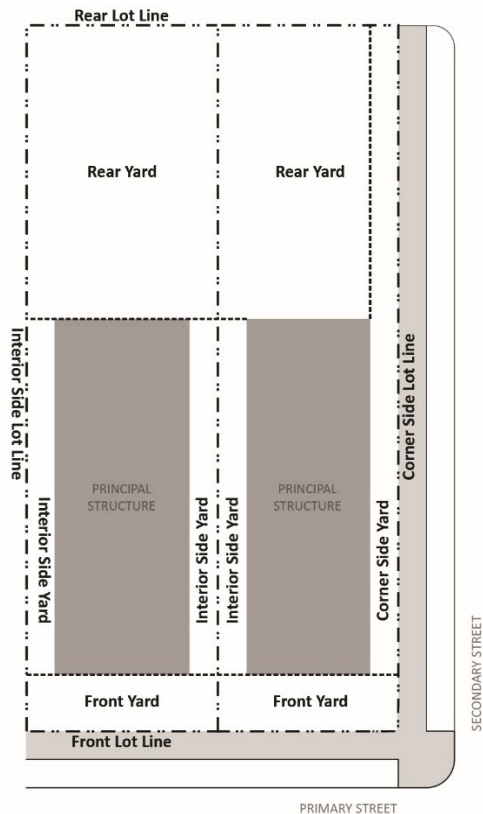 Rear Lot Line
Rear Yard
Rear Yard
Interior Side Lot Line
Corner Side Lot Line
PRINCIPAL
STRUCTURE
PRINCIPAL
STRUCTURE
Interior Side Yard
Interior Side Yard
Interior Side Yard
Corner Side Yard
Front Yard
Front Yard
Front Lot Line
SECONDARY STREET
PRIMARY STREET